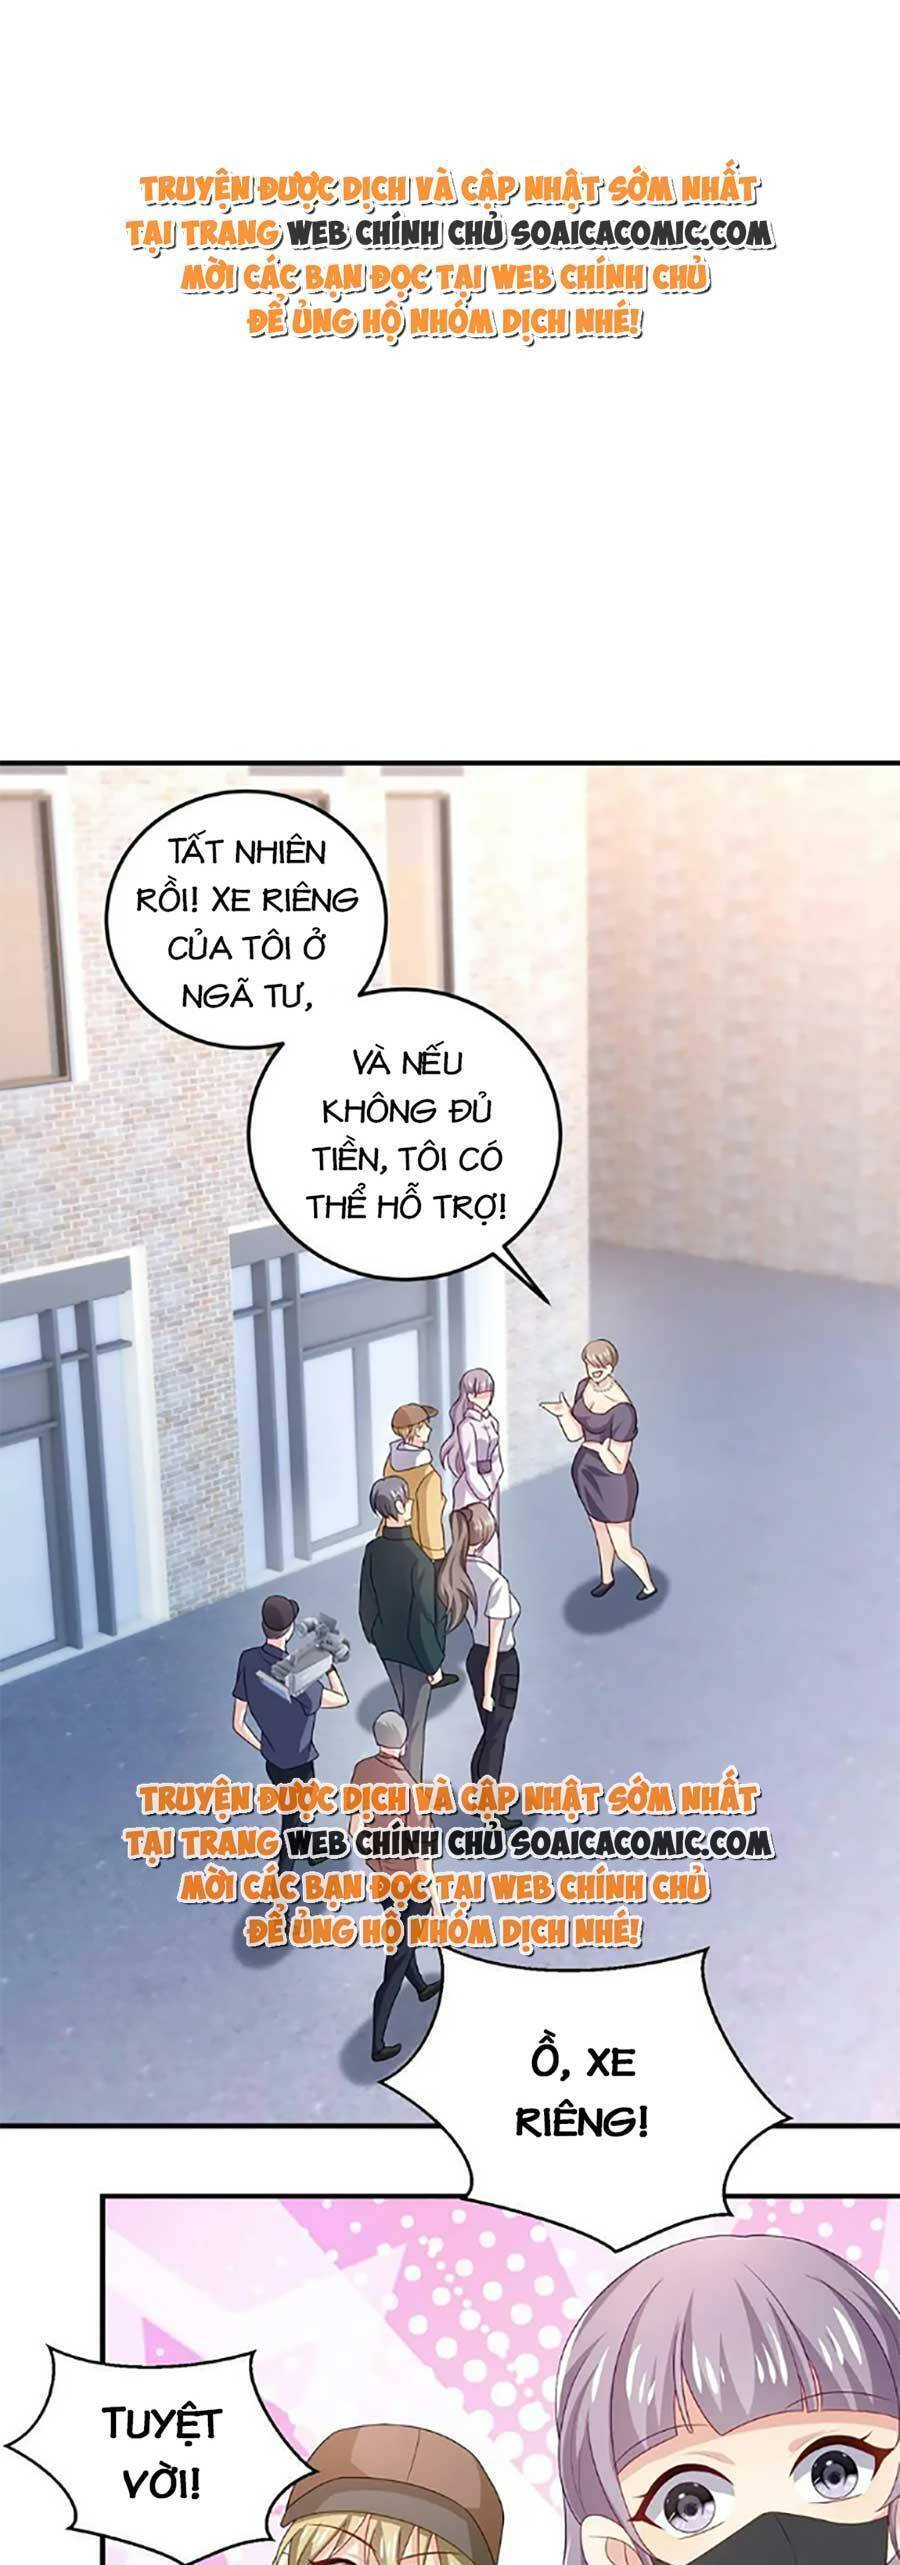 TRUYỆN ĐƯỢC DỊCH VÀ CẬP NHẬT SỚM NHẤT
TẠI TRANG WEB CHÍNH CHỦ SOAICACOMIC.COM
MỜI CÁC BẠN ĐỌC TẠI WEB CHÍNH CHỦ
ĐỂ ỦNG HỘ NHÓM DỊCH NHÉ!
TẤT NHIÊN
RỒI! XE RIÊNG
CỦA TÔI Ở
NGÃ TƯ,
VÀ NẾU
KHÔNG ĐỦ
TIỀN, TÔI CÓ
THỂ HỖ TRỢ!
TRUYỆN ĐƯỢC DỊCH VÀ CẬP NHẬT SỚM NHẤT
TẠI TRANG WEB CHÍNH CHỦ SOAICACOMIC.COM
MỜI CÁC BẠN ĐỌC TẠI WEB CHÍNH CHỦ
ĐỂ ỦNG HỘ NHÓM DỊCH NHÉ!
Ồ, XE
RIÊNG!
TUYỆT
VỜI!